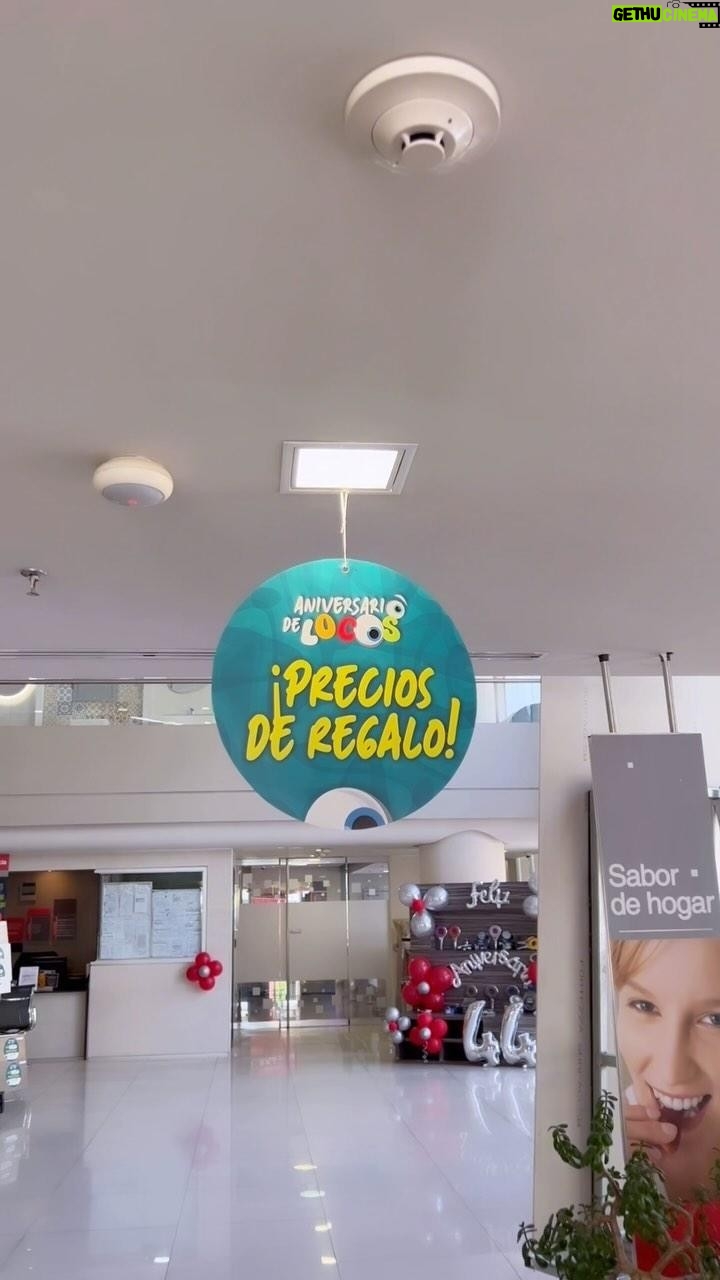 GETHUCINEMA
ANIVERSARIO
DE LOCOS
¡PRECIOS
DE REGALO!
Sabor
de hogar
Feliz
Aniversario
44